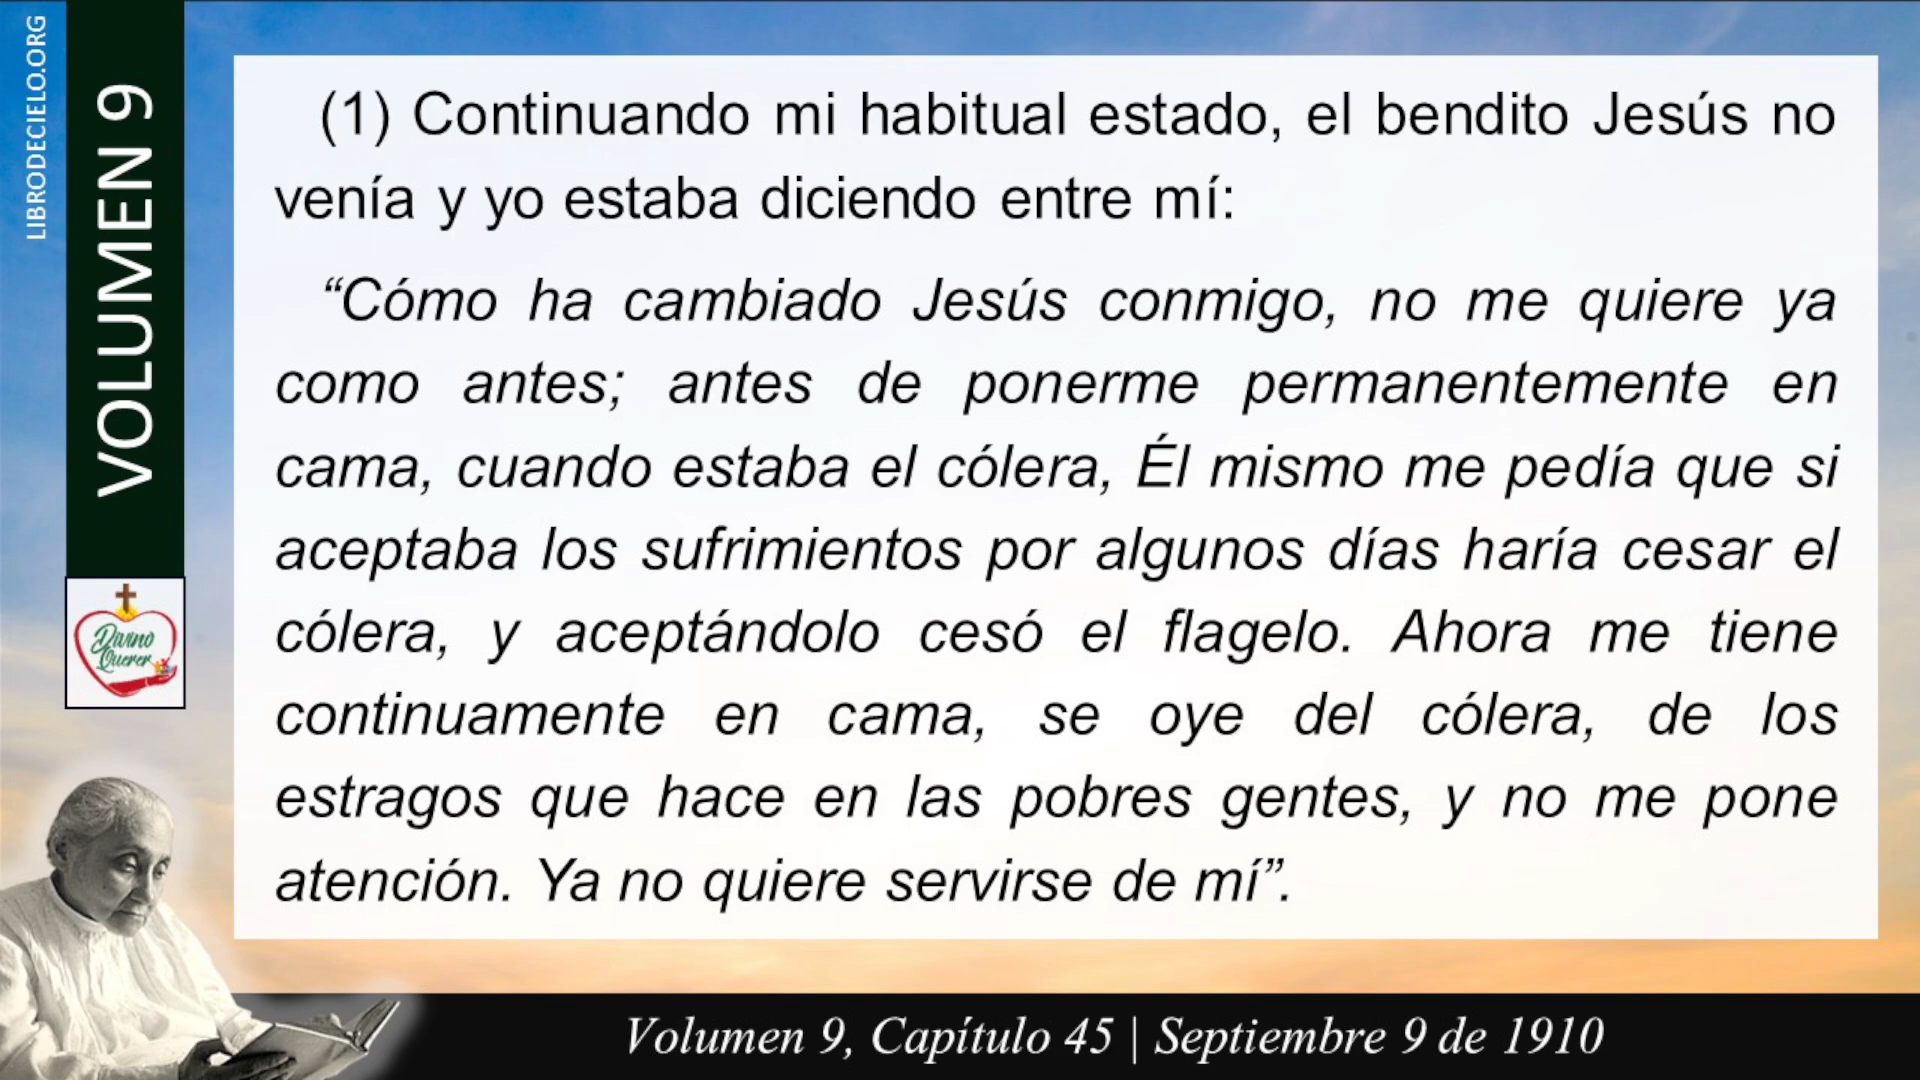 LIBRODECIELO.ORG
VOLUMEN 9
Divino
Querer
(1) Continuando mi habitual estado, el bendito Jesús no
venía y yo estaba diciendo entre mí:
“Cómo ha cambiado Jesús conmigo, no me quiere ya
como antes; antes de ponerme permanentemente en
cama, cuando estaba el cólera, Él mismo me pedía que si
aceptaba los sufrimientos por algunos días haría cesar el
cólera, y aceptándolo cesó el flagelo. Ahora me tiene
continuamente en cama, se oye del cólera, de los
estragos que hace en las pobres gentes, y no me pone
atención. Ya no quiere servirse de mí”.
Volumen 9, Capítulo 45 | Septiembre 9 de 1910